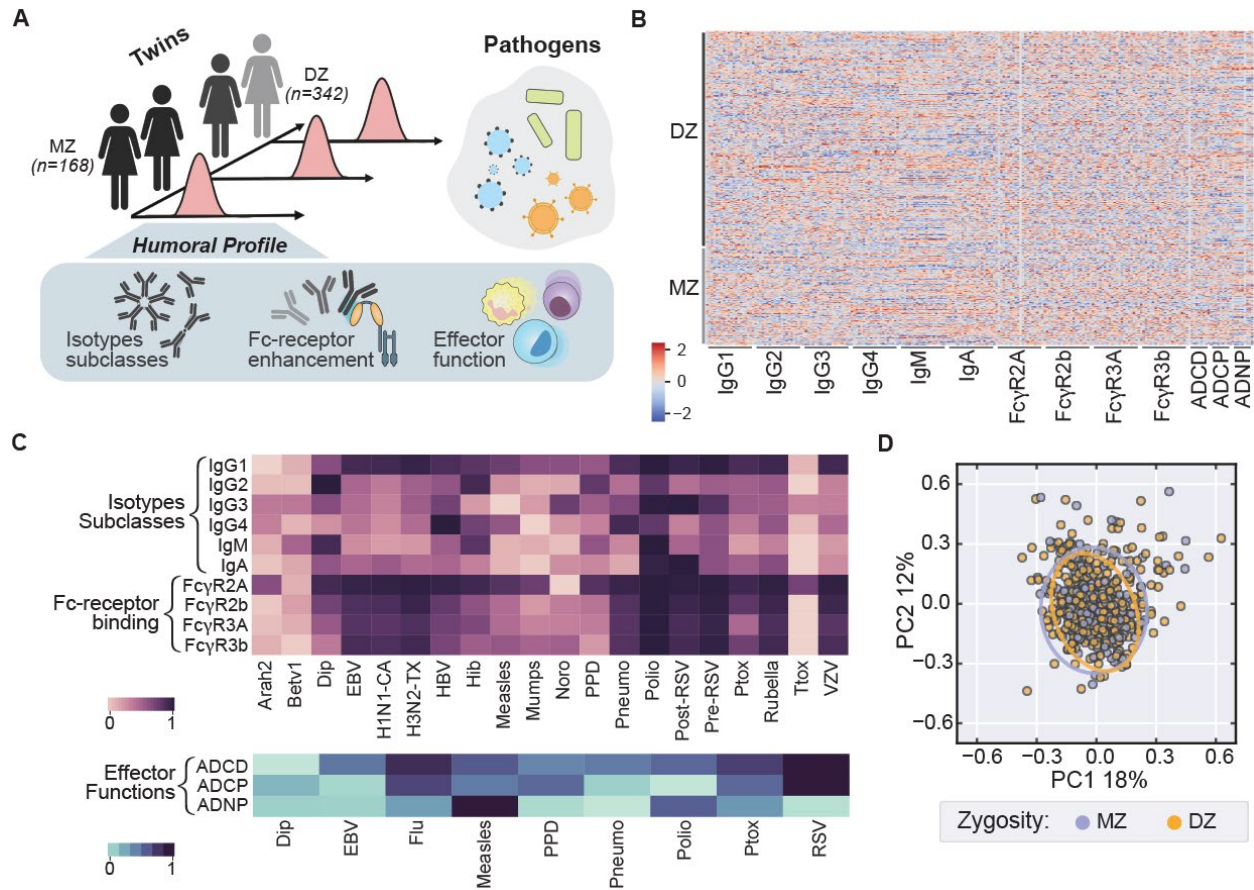 A
Twins
MZ
(n=168)
DZ
(n=342)
Pathogens
Humoral Profile
Isotypes
subclasses
Fc-receptor
enhancement
Effector
function
B
DZ
MZ
2
0
−2
IgG1
IgG2
IgG3
IgG4
IgM
IgA
FcγR2A
FcγR2b
FcγR3A
FcγR3b
ADCD
ADCP
ADNP
C
Isotypes
Subclasses
IgG1
IgG2
IgG3
IgG4
IgM
IgA
Fc-receptor
binding
FcγR2A
FcγR2b
FcγR3A
FcγR3b
0 1
Arah2
Betv1
Dip
EBV
H1N1-CA
H3N2-TX
HBV
Hib
Measles
Mumps
Noro
PPD
Pneumo
Polio
Post-RSV
Pre-RSV
Ptox
Rubella
Ttox
VZV
Effector
Functions
ADCD
ADCP
ADNP
0 1
Dip
EBV
Flu
Measles
PPD
Pneumo
Polio
Ptox
RSV
D
PC2 12%
0.6
0.3
0.0
−0.3
−0.6
−0.6 −0.3 0.0 0.3 0.6
PC1 18%
Zygosity: MZ DZ